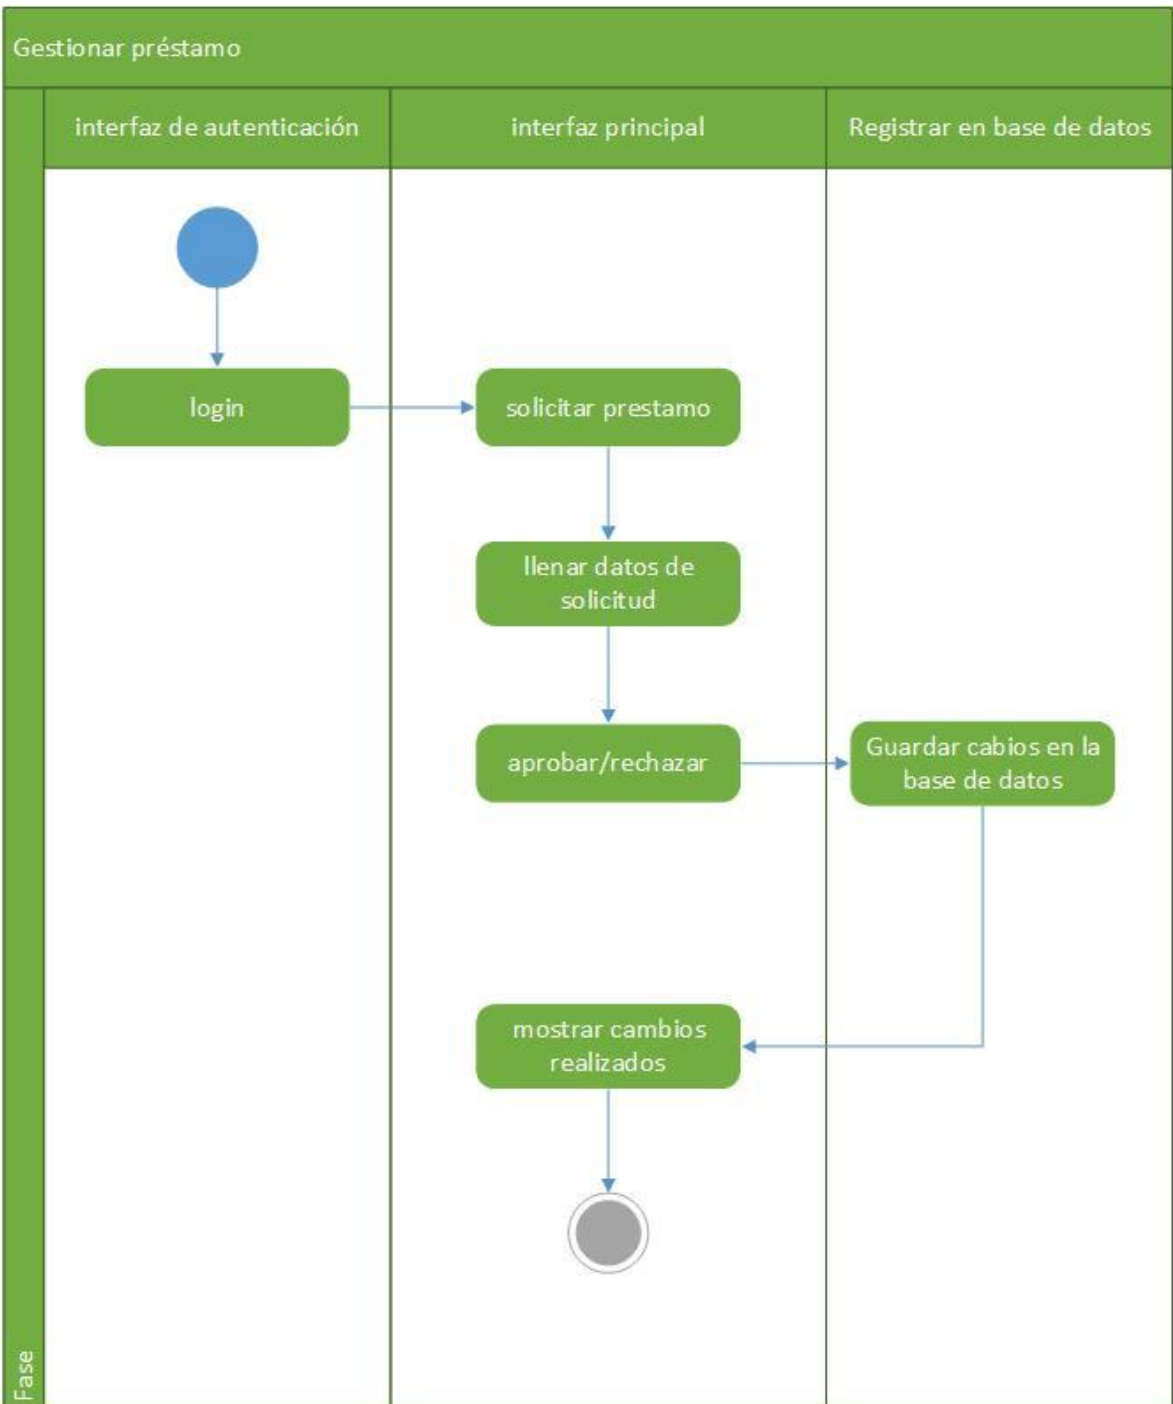 Gestionar préstamo
interfaz de autenticación
interfaz principal
Registrar en base de datos
login
solicitar prestamo
llenar datos de
solicitud
aprobar/rechazar
Guardar cabios en la
base de datos
mostrar cambios
realizados
Fase